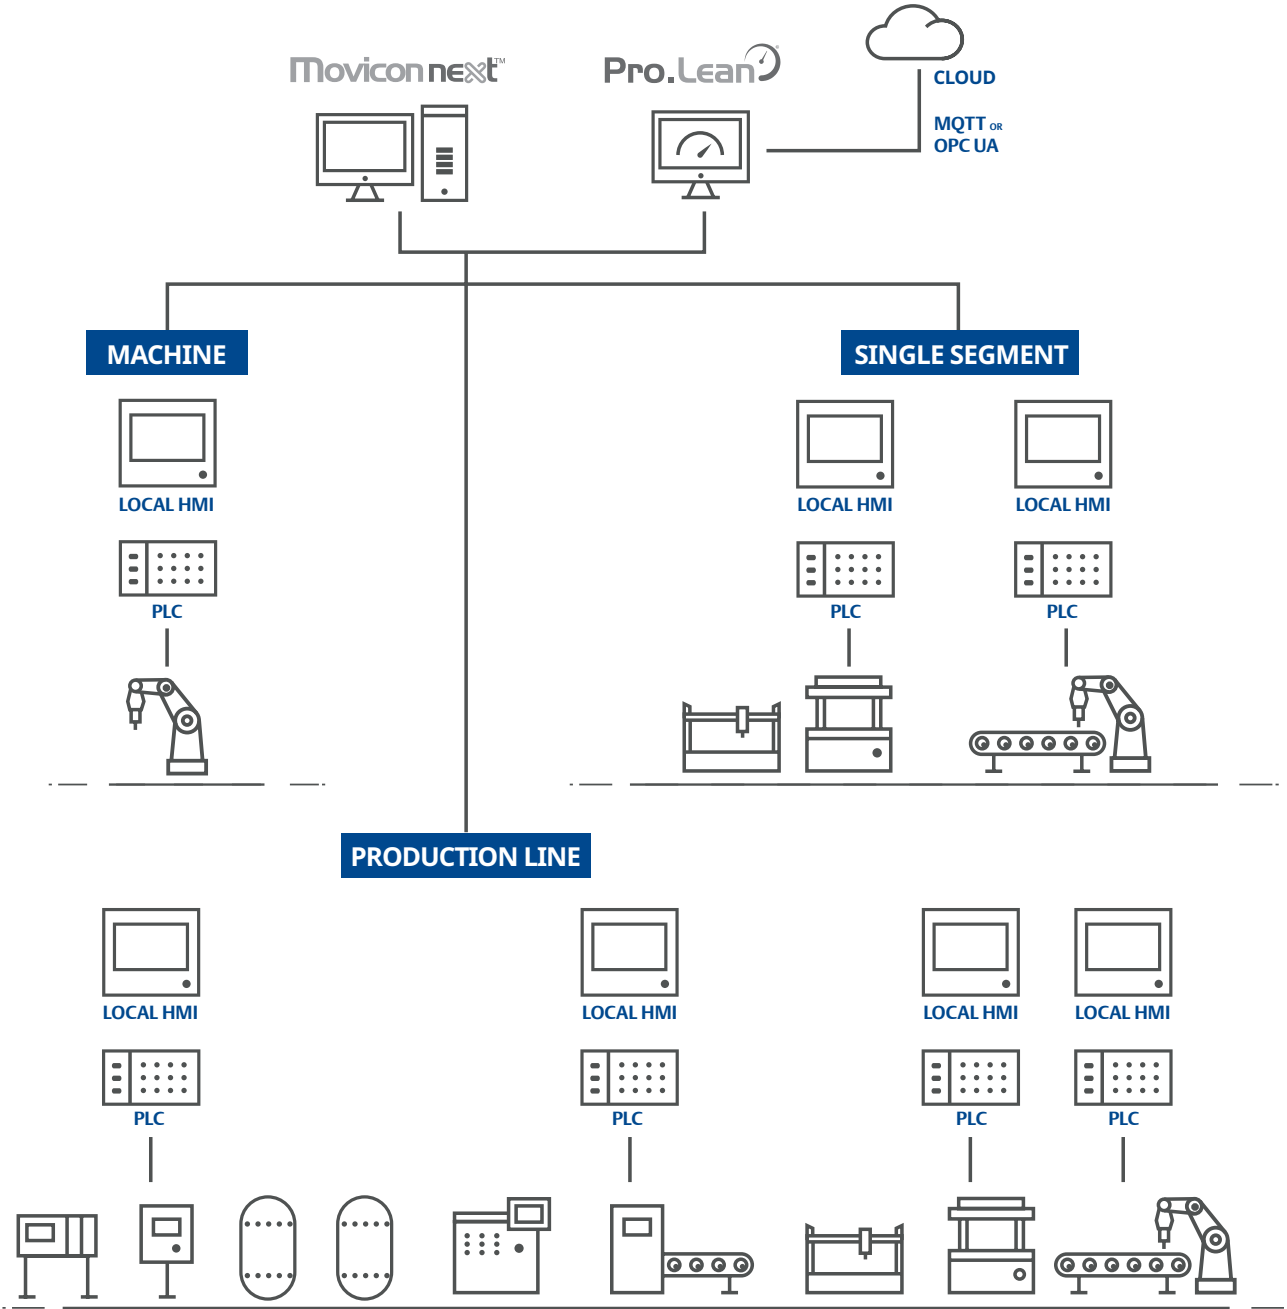 Movicon next™
Pro.Lean
CLOUD
MQTT OR
OPC UA
MACHINE
SINGLE SEGMENT
LOCAL HMI
LOCAL HMI
LOCAL HMI
PLC
PLC
PLC
PRODUCTION LINE
LOCAL HMI
LOCAL HMI
LOCAL HMI
LOCAL HMI
PLC
PLC
PLC
PLC